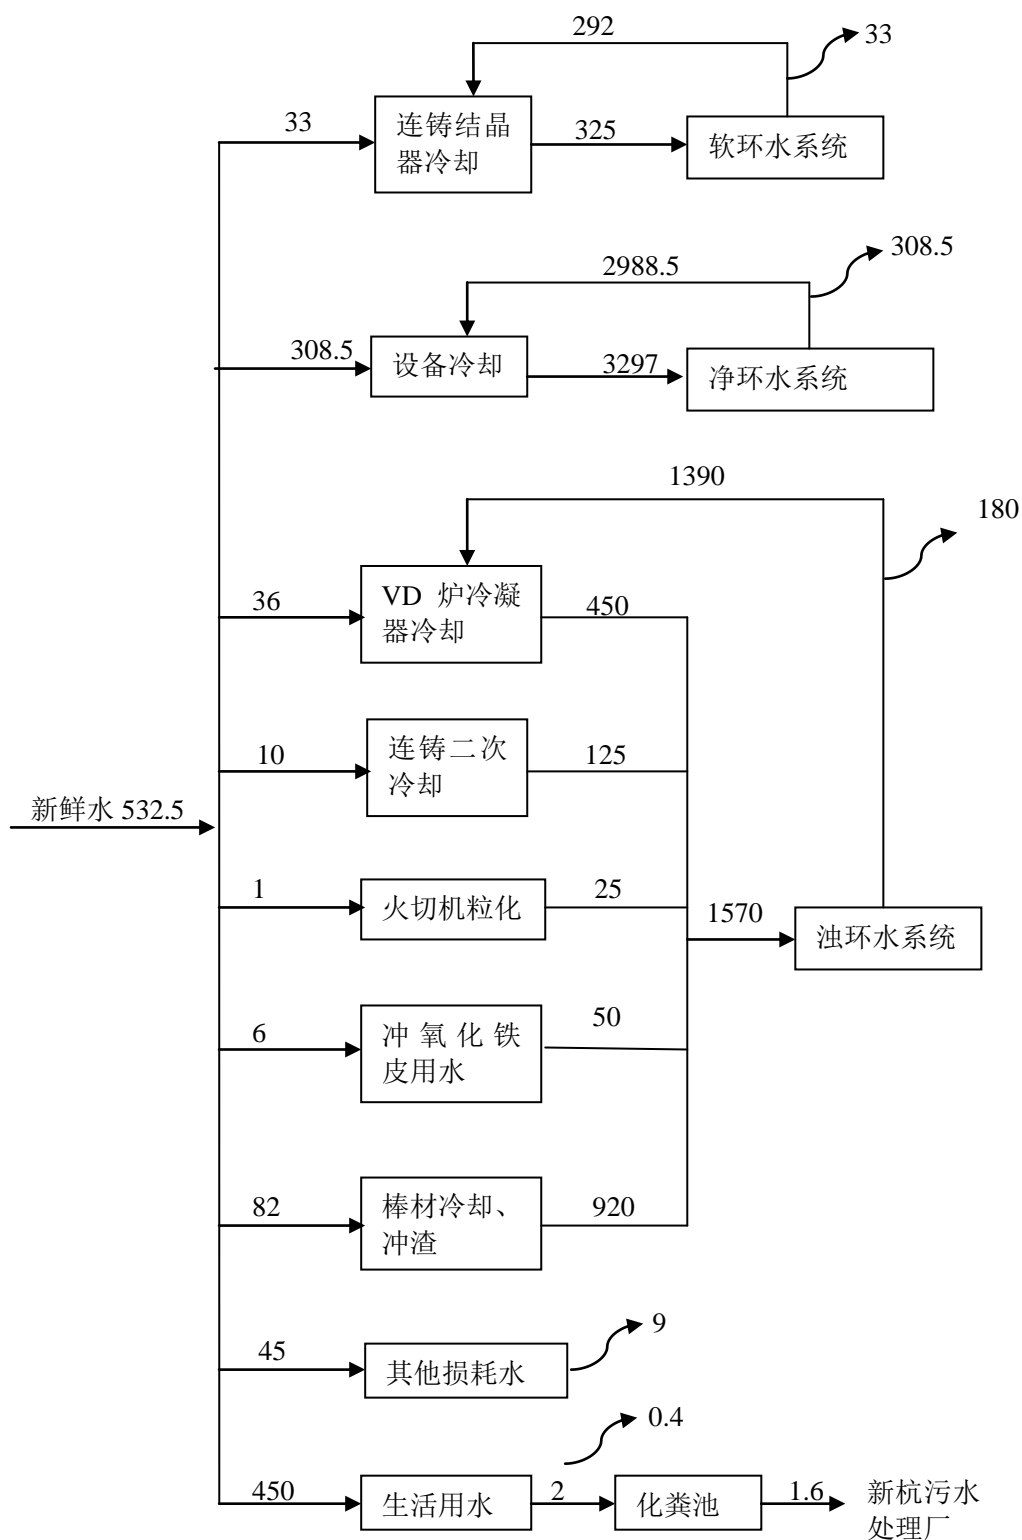 292
33
33
连铸结晶
器冷却
325
软环水系统
2988.5
308.5
308.5
设备冷却
3297
净环水系统
1390
180
36
VD 炉冷凝
器冷却
450
10
连铸二次
冷却
125
新鲜水 532.5
1
火切机粒化
25
1570
浊环水系统
6
冲氧化铁
皮用水
50
82
棒材冷却、
冲渣
920
45
其他损耗水
9
0.4
450
生活用水
2
化粪池
1.6
新杭污水
处理厂